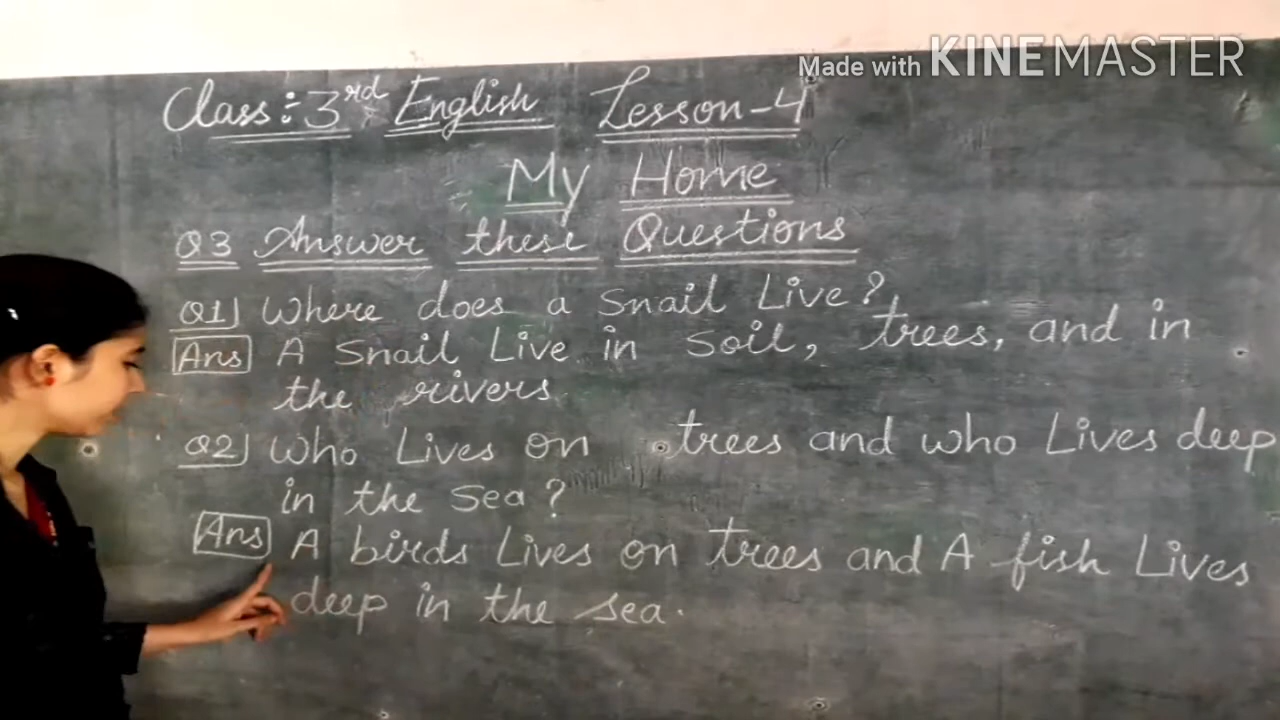 Made with KINEMASTER
Class:- 3rd English Lesson-4
My Home
Q3 Answer these Questions
Q1) Where does a Snail Live?
Ans A Snail Live in Soil, trees, and in
the rivers.
Q2) Who Lives on trees and who Lives deep
in the Sea?
Ans A birds Lives on trees and A fish Lives
deep in the sea.